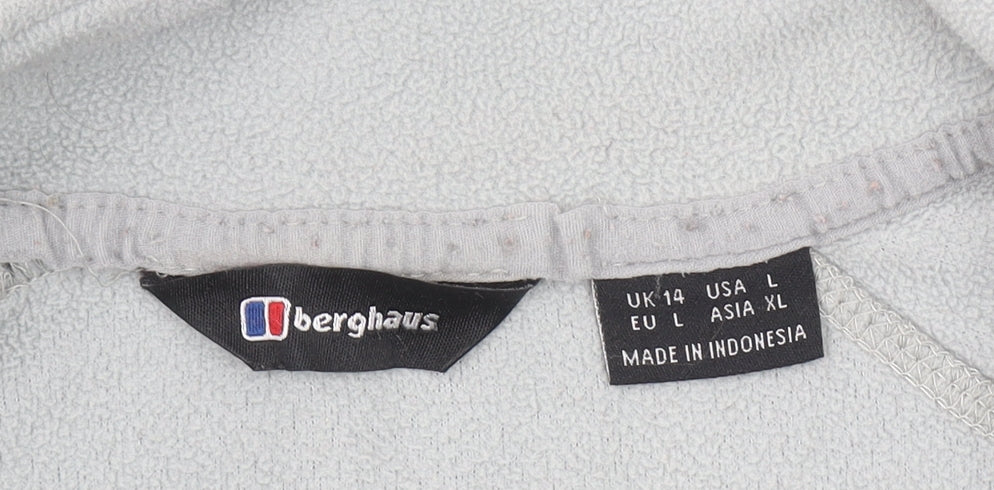 berghaus
UK 14 USA L
EU L ASIA XL
MADE IN INDONESIA